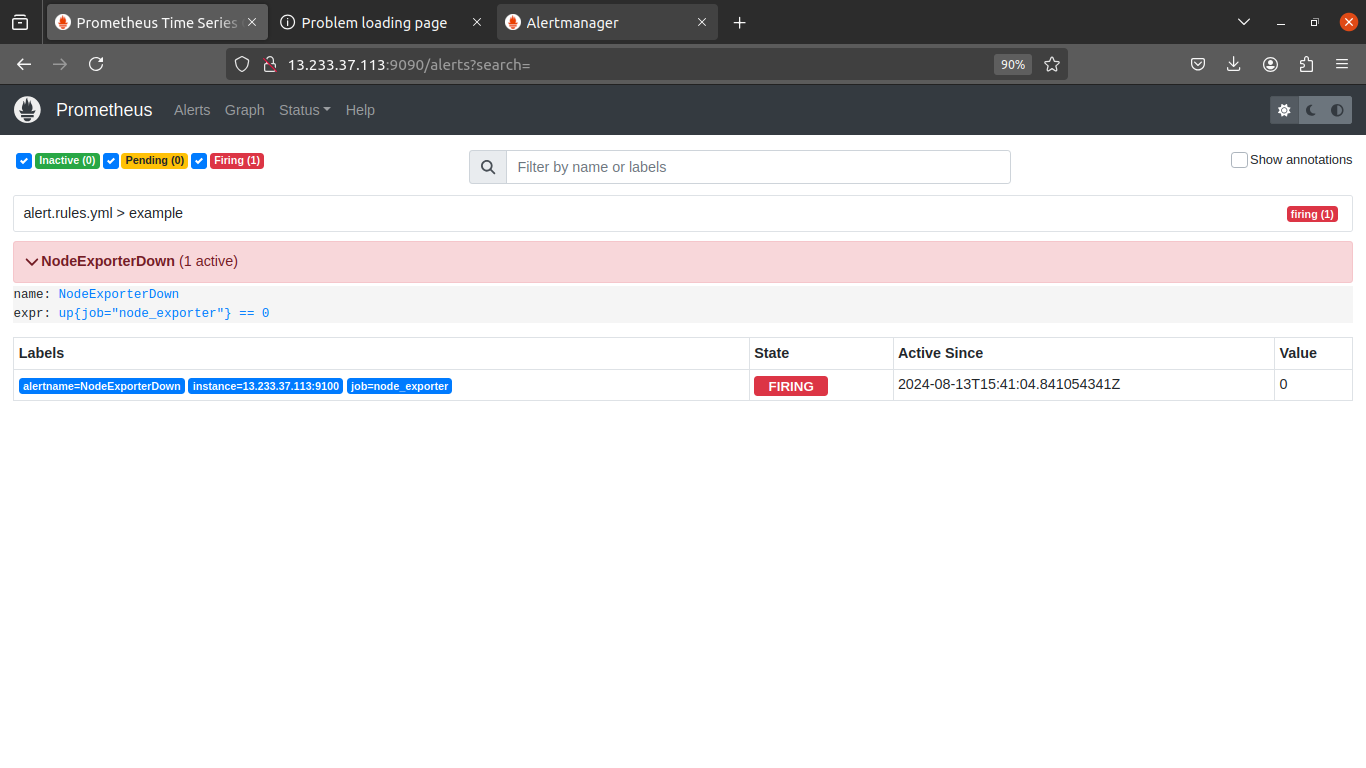 Prometheus Time Series
Problem loading page
Alertmanager
13.233.37.113:9090/alerts?search=
90%
Prometheus
Alerts
Graph
Status
Help
Inactive (0)
Pending (0)
Firing (1)
Filter by name or labels
Show annotations
alert.rules.yml > example
firing (1)
NodeExporterDown (1 active)
name: NodeExporterDown
expr: up{job="node_exporter"} == 0
Labels
State
Active Since
Value
alertname=NodeExporterDown
instance=13.233.37.113:9100
job=node_exporter
FIRING
2024-08-13T15:41:04.841054341Z
0